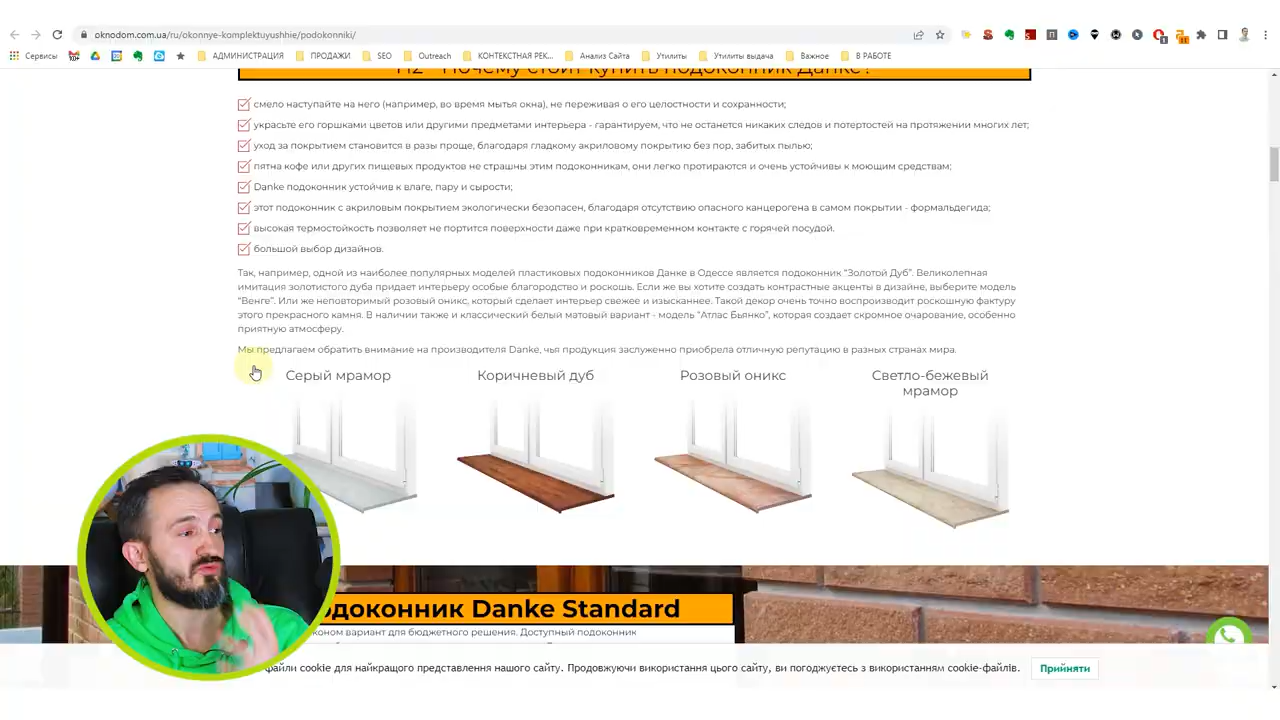 oknodom.com.ua/ru/okonnye-komplektuyushhie/podokonniki/
Сервисы
АДМИНИСТРАЦИЯ
ПРОДАЖИ
SEO
Outreach
КОНТЕКСТНАЯ РЕК...
Анализ Сайта
Утилиты
Утилиты выдача
Важное
В РАБОТЕ
H2 - Почему стоит купить подоконник Данке?
смело наступайте на него (например, во время мытья окна), не переживая о его целостности и сохранности;
украсьте его горшками цветов или другими предметами интерьера - гарантируем, что не останется никаких следов и потертостей на протяжении многих лет;
уход за покрытием становится в разы проще, благодаря гладкому акриловому покрытию без пор, забитых пылью;
пятна кофе или других пищевых продуктов не страшны этим подоконникам, они легко протираются и очень устойчивы к моющим средствам;
Danke подоконник устойчив к влаге, пару и сырости;
этот подоконник с акриловым покрытием экологически безопасен, благодаря отсутствию опасного канцерогена в самом покрытии - формальдегида;
высокая термостойкость позволяет не портится поверхности даже при кратковременном контакте с горячей посудой.
большой выбор дизайнов.
Так, например, одной из наиболее популярных моделей пластиковых подоконников Данке в Одессе является подоконник "Золотой Дуб". Великолепная
имитация золотистого дуба придает интерьеру особые благородство и роскошь. Если же вы хотите создать контрастные акценты в дизайне, выберите модель
"Венге". Или же неповторимый розовый оникс, который сделает интерьер свежее и изысканнее. Такой декор очень точно воспроизводит роскошную фактуру
этого прекрасного камня. В наличии также и классический белый матовый вариант - модель "Атлас Бьянко", которая создает скромное очарование, особенно
приятную атмосферу.
Мы предлагаем обратить внимание на производителя Danke, чья продукция заслуженно приобрела отличную репутацию в разных странах мира.
Серый мрамор
Коричневый дуб
Розовый оникс
Светло-бежевый
мрамор
одоконник Danke Standard
коном вариант для бюджетного решения. Доступный подоконник
файли cookie для найкращого представлення нашого сайту. Продовжуючи використання цього сайту, ви погоджуєтесь з використанням cookie-файлів.
Прийняти